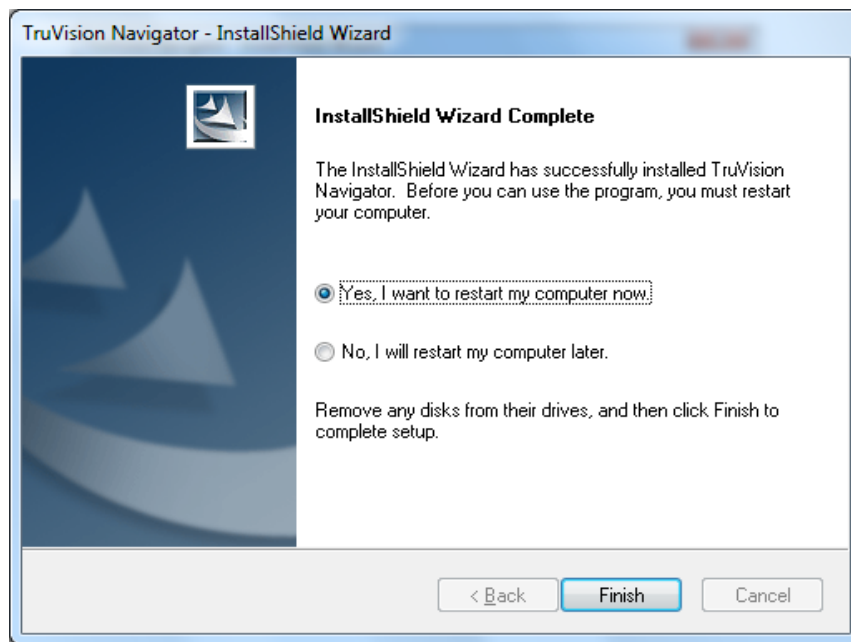 TruVision Navigator - InstallShield Wizard
InstallShield Wizard Complete
The InstallShield Wizard has successfully installed TruVision
Navigator.  Before you can use the program, you must restart
your computer.
Yes, I want to restart my computer now.
No, I will restart my computer later.
Remove any disks from their drives, and then click Finish to
complete setup.
< Back
Finish
Cancel